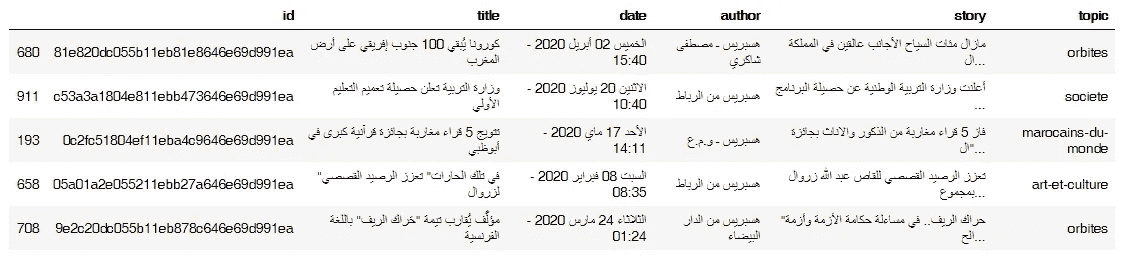 id title date author story topic
680 81e820dc055b11eb81e8646e69d991ea كورونا يُبقي 100 جنوب إفريقي على أرض المغرب الخميس 02 أبريل 2020 - 15:40 هسبريس ـ مصطفى شاكري مازال مئات السياح الأجانب عالقين في المملكة ال... orbites
911 c53a3a1804e811ebb473646e69d991ea وزارة التربية تعلن حصيلة تعميم التعليم الأولي الاثنين 20 يوليوز 2020 - 10:40 هسبريس من الرباط أعلنت وزارة التربية الوطنية عن حصيلة البرنامج ... societe
193 0c2fc51804ef11eba4c9646e69d991ea تتويج 5 قراء مغاربة بجائزة قرآنية كبرى في أبوظبي الأحد 17 ماي 2020 - 14:11 هسبريس ـ و.م.ع فاز 5 قراء مغاربة من الذكور والاناث بجائزة "ال... marocains-du-monde
658 05a01a2e055211ebb27a646e69d991ea "في تلك الحارات" تعزز الرصيد القصصي لزروال السبت 08 فبراير 2020 - 08:35 هسبريس من الرباط تعزز الرصيد القصصي للقاص عبد الله زروال بمجموع... art-et-culture
708 9e2c20dc055b11eb878c646e69d991ea مؤلَّف يُقارب تيمة "حراك الريف" باللغة الفرنسية الثلاثاء 24 مارس 2020 - 01:24 هسبريس من الدار البيضاء "حراك الريف.. في مساءلة حكامة الأزمة وأزمة الح... orbites